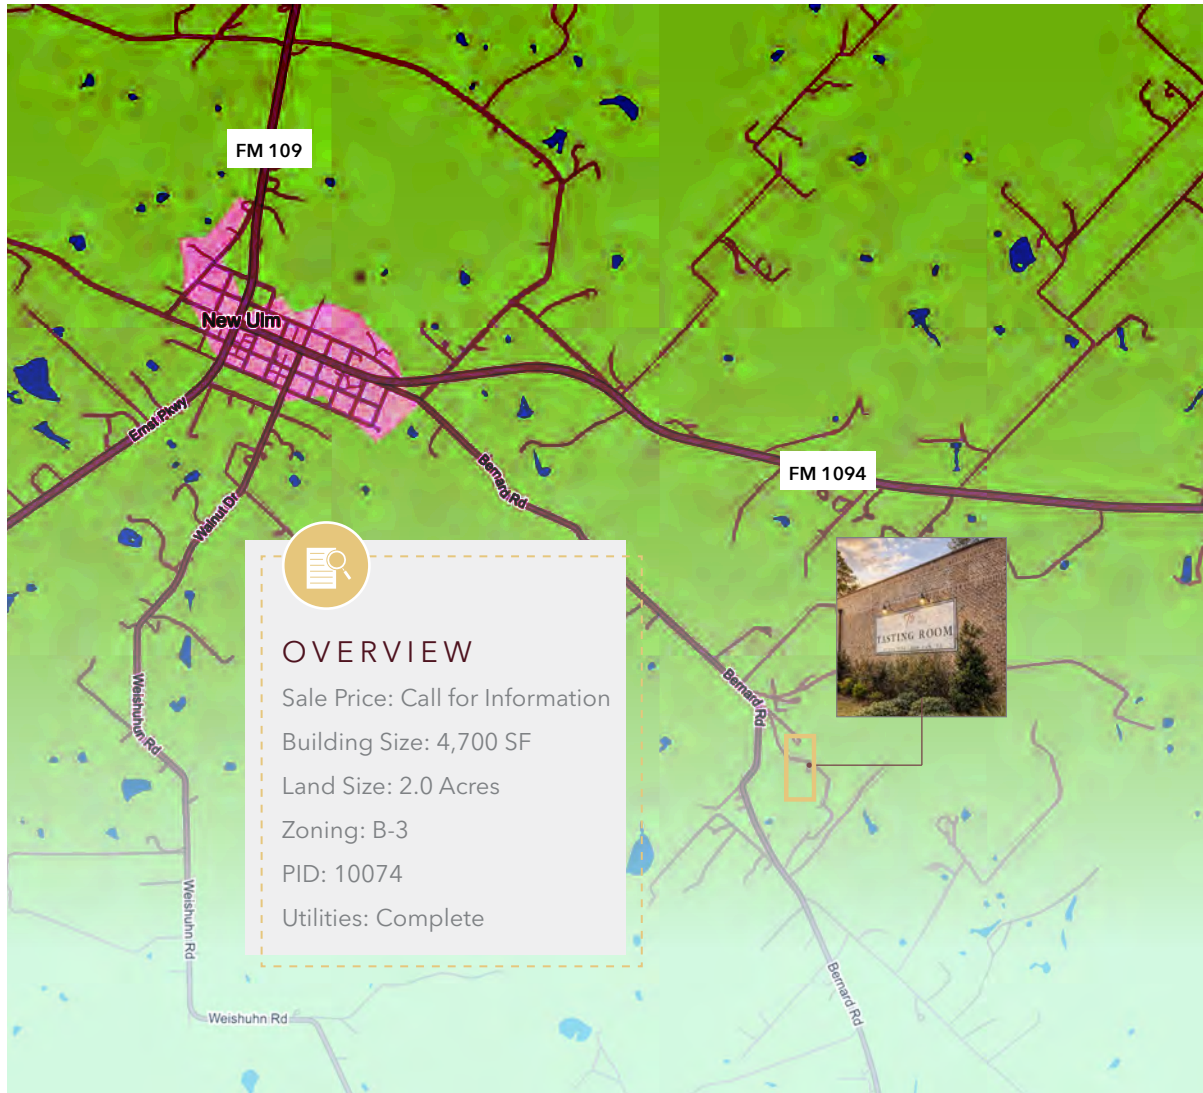 FM 109
New Ulm
Ernst Pkwy
Bernard Rd
FM 1094
Walnut Dr
TASTING ROOM
OVERVIEW
Sale Price: Call for Information
Building Size: 4,700 SF
Land Size: 2.0 Acres
Zoning: B-3
PID: 10074
Utilities: Complete
Bernard Rd
Weishuhn Rd
Weishuhn Rd
Bernard Rd
Weishuhn Rd